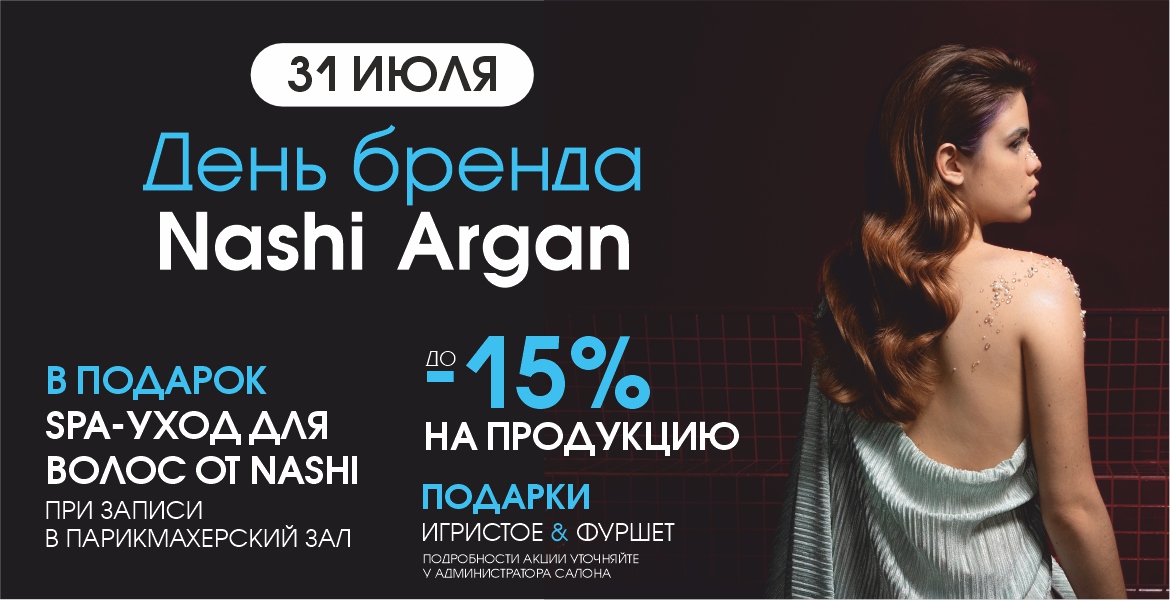 31 ИЮЛЯ
День бренда
Nashi Argan
В ПОДАРОК
SPA-УХОД ДЛЯ
ВОЛОС ОТ NASHI
ПРИ ЗАПИСИ
В ПАРИКМАХЕРСКИЙ ЗАЛ
ДО
-15%
НА ПРОДУКЦИЮ
ПОДАРКИ
ИГРИСТОЕ & ФУРШЕТ
ПОДРОБНОСТИ АКЦИИ УТОЧНЯЙТЕ
У АДМИНИСТРАТОРА САЛОНА